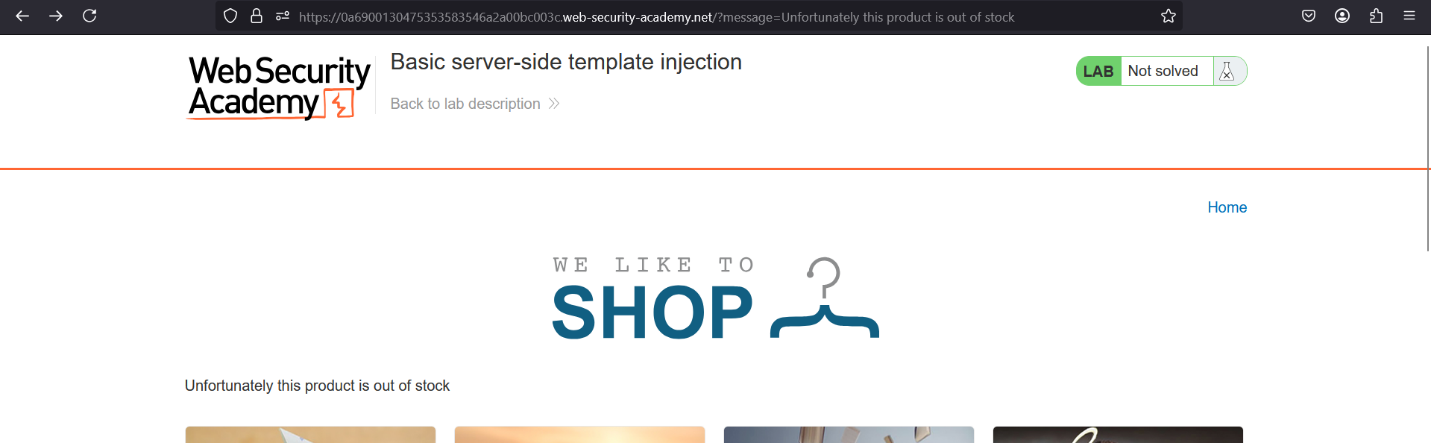 https://0a6900130475353583546a2a00bc003c.web-security-academy.net/?message=Unfortunately this product is out of stock
Web Security
Academy
Basic server-side template injection
Back to lab description
LAB Not solved
Home
WE LIKE TO
SHOP
Unfortunately this product is out of stock